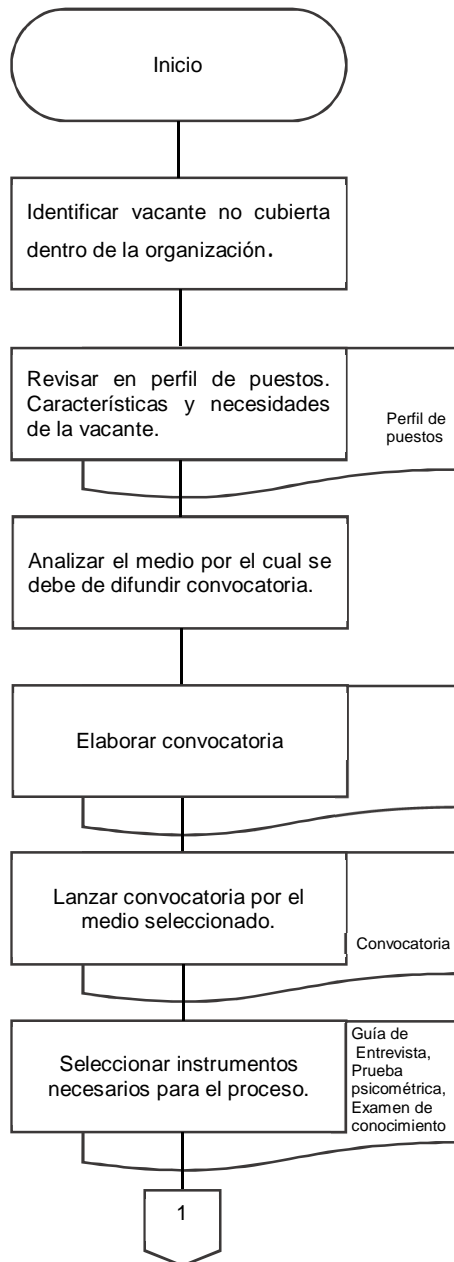 Inicio
Identificar vacante no cubierta
dentro de la organización.
Revisar en perfil de puestos.
Características y necesidades
de la vacante.
Perfil de
puestos
Analizar el medio por el cual se
debe de difundir convocatoria.
Elaborar convocatoria
Lanzar convocatoria por el
medio seleccionado.
Convocatoria
Seleccionar instrumentos
necesarios para el proceso.
Guía de
Entrevista,
Prueba
psicométrica,
Examen de
conocimiento
1